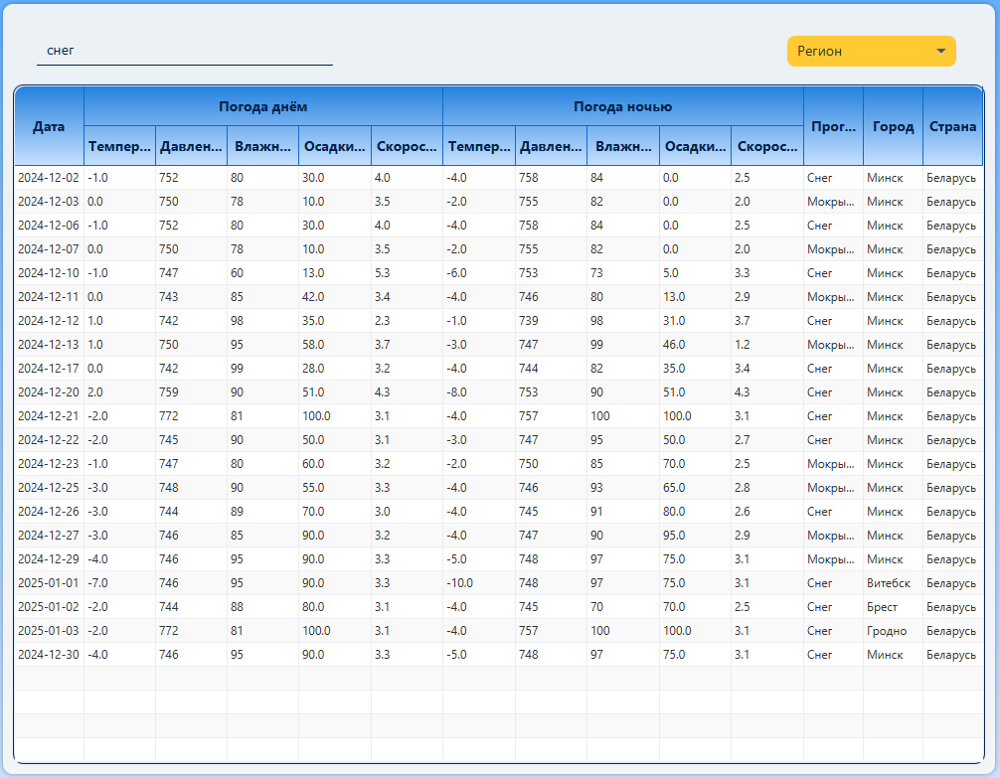 снег
Регион
Погода днём Погода ночью
Дата Прог... Город Страна
Темпер... Давлен... Влажн... Осадки... Скорос... Темпер... Давлен... Влажн... Осадки... Скорос...
2024-12-02 -1.0 752 80 30.0 4.0 -4.0 758 84 0.0 2.5 Снег Минск Беларусь
2024-12-03 0.0 750 78 10.0 3.5 -2.0 755 82 0.0 2.0 Мокры... Минск Беларусь
2024-12-06 -1.0 752 80 30.0 4.0 -4.0 758 84 0.0 2.5 Снег Минск Беларусь
2024-12-07 0.0 750 78 10.0 3.5 -2.0 755 82 0.0 2.0 Мокры... Минск Беларусь
2024-12-10 -1.0 747 60 13.0 5.3 -6.0 753 73 5.0 3.3 Снег Минск Беларусь
2024-12-11 0.0 743 85 42.0 3.4 -4.0 746 80 13.0 2.9 Мокры... Минск Беларусь
2024-12-12 1.0 742 98 35.0 2.3 -1.0 739 98 31.0 3.7 Снег Минск Беларусь
2024-12-13 1.0 750 95 58.0 3.7 -3.0 747 99 46.0 1.2 Мокры... Минск Беларусь
2024-12-17 0.0 742 99 28.0 3.2 -4.0 744 82 35.0 3.4 Снег Минск Беларусь
2024-12-20 2.0 759 90 51.0 4.3 -8.0 753 90 51.0 4.3 Снег Минск Беларусь
2024-12-21 -2.0 772 81 100.0 3.1 -4.0 757 100 100.0 3.1 Снег Минск Беларусь
2024-12-22 -2.0 745 90 50.0 3.1 -3.0 747 95 50.0 2.7 Снег Минск Беларусь
2024-12-23 -1.0 747 80 60.0 3.2 -2.0 750 85 70.0 2.5 Мокры... Минск Беларусь
2024-12-25 -3.0 748 90 55.0 3.3 -4.0 746 93 65.0 2.8 Мокры... Минск Беларусь
2024-12-26 -3.0 744 89 70.0 3.0 -4.0 745 91 80.0 2.6 Снег Минск Беларусь
2024-12-27 -3.0 746 85 90.0 3.2 -4.0 747 90 95.0 2.9 Мокры... Минск Беларусь
2024-12-29 -4.0 746 95 90.0 3.3 -5.0 748 97 75.0 3.1 Мокры... Минск Беларусь
2025-01-01 -7.0 746 95 90.0 3.3 -10.0 748 97 75.0 3.1 Снег Витебск Беларусь
2025-01-02 -2.0 744 88 80.0 3.1 -4.0 745 70 70.0 2.5 Снег Брест Беларусь
2025-01-03 -2.0 772 81 100.0 3.1 -4.0 757 100 100.0 3.1 Снег Гродно Беларусь
2024-12-30 -4.0 746 95 90.0 3.3 -5.0 748 97 75.0 3.1 Снег Минск Беларусь